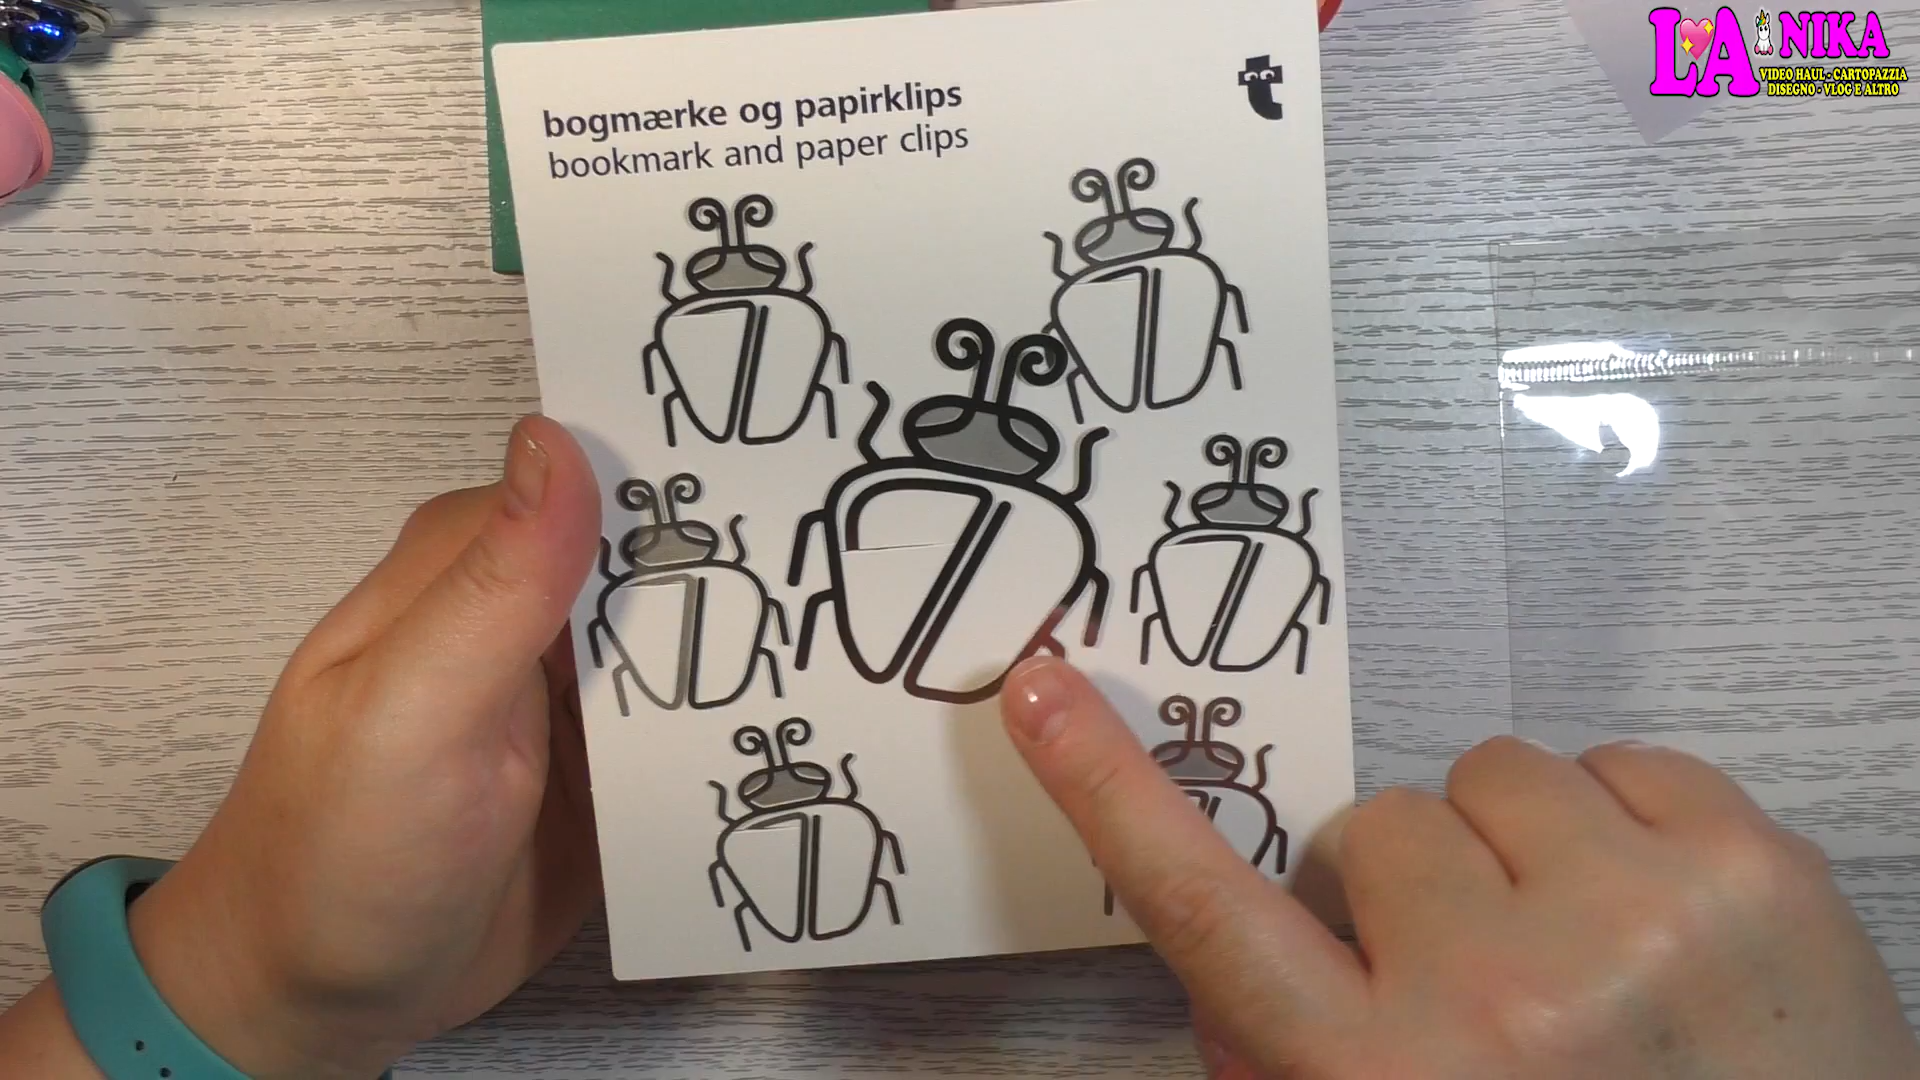 bogmærke og papirklips
bookmark and paper clips
LA NIKA
VIDEO HAUL - CARTOPAZZIA
DISEGNO - VLOG E ALTRO